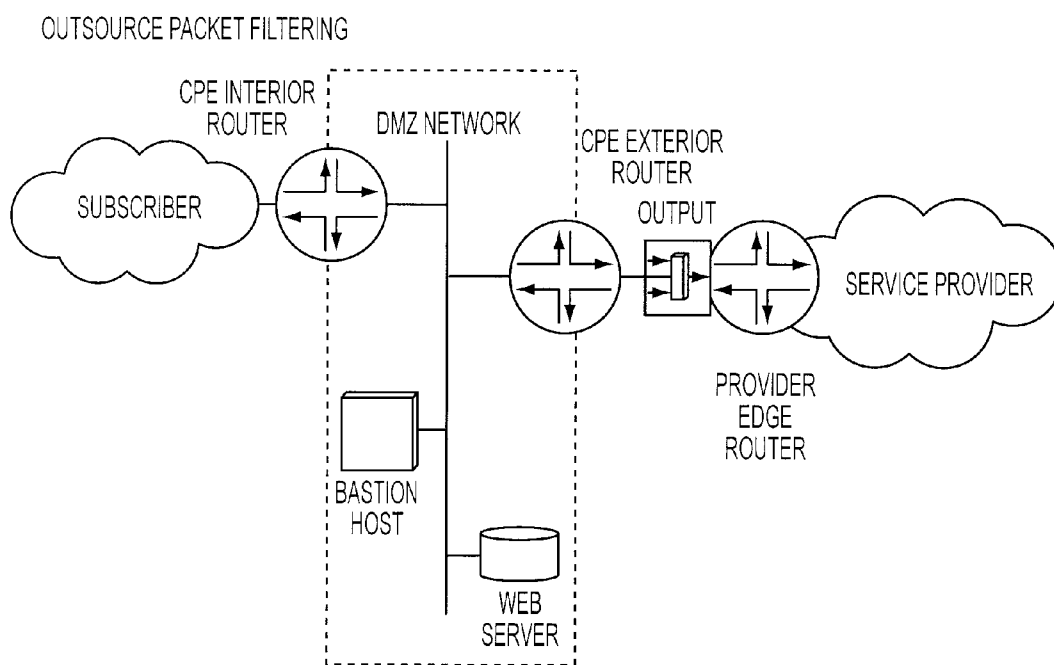 OUTSOURCE PACKET FILTERING
CPE INTERIOR
ROUTER
DMZ NETWORK
CPE EXTERIOR
ROUTER
SUBSCRIBER
OUTPUT
SERVICE PROVIDER
PROVIDER
EDGE
ROUTER
BASTION
HOST
WEB
SERVER